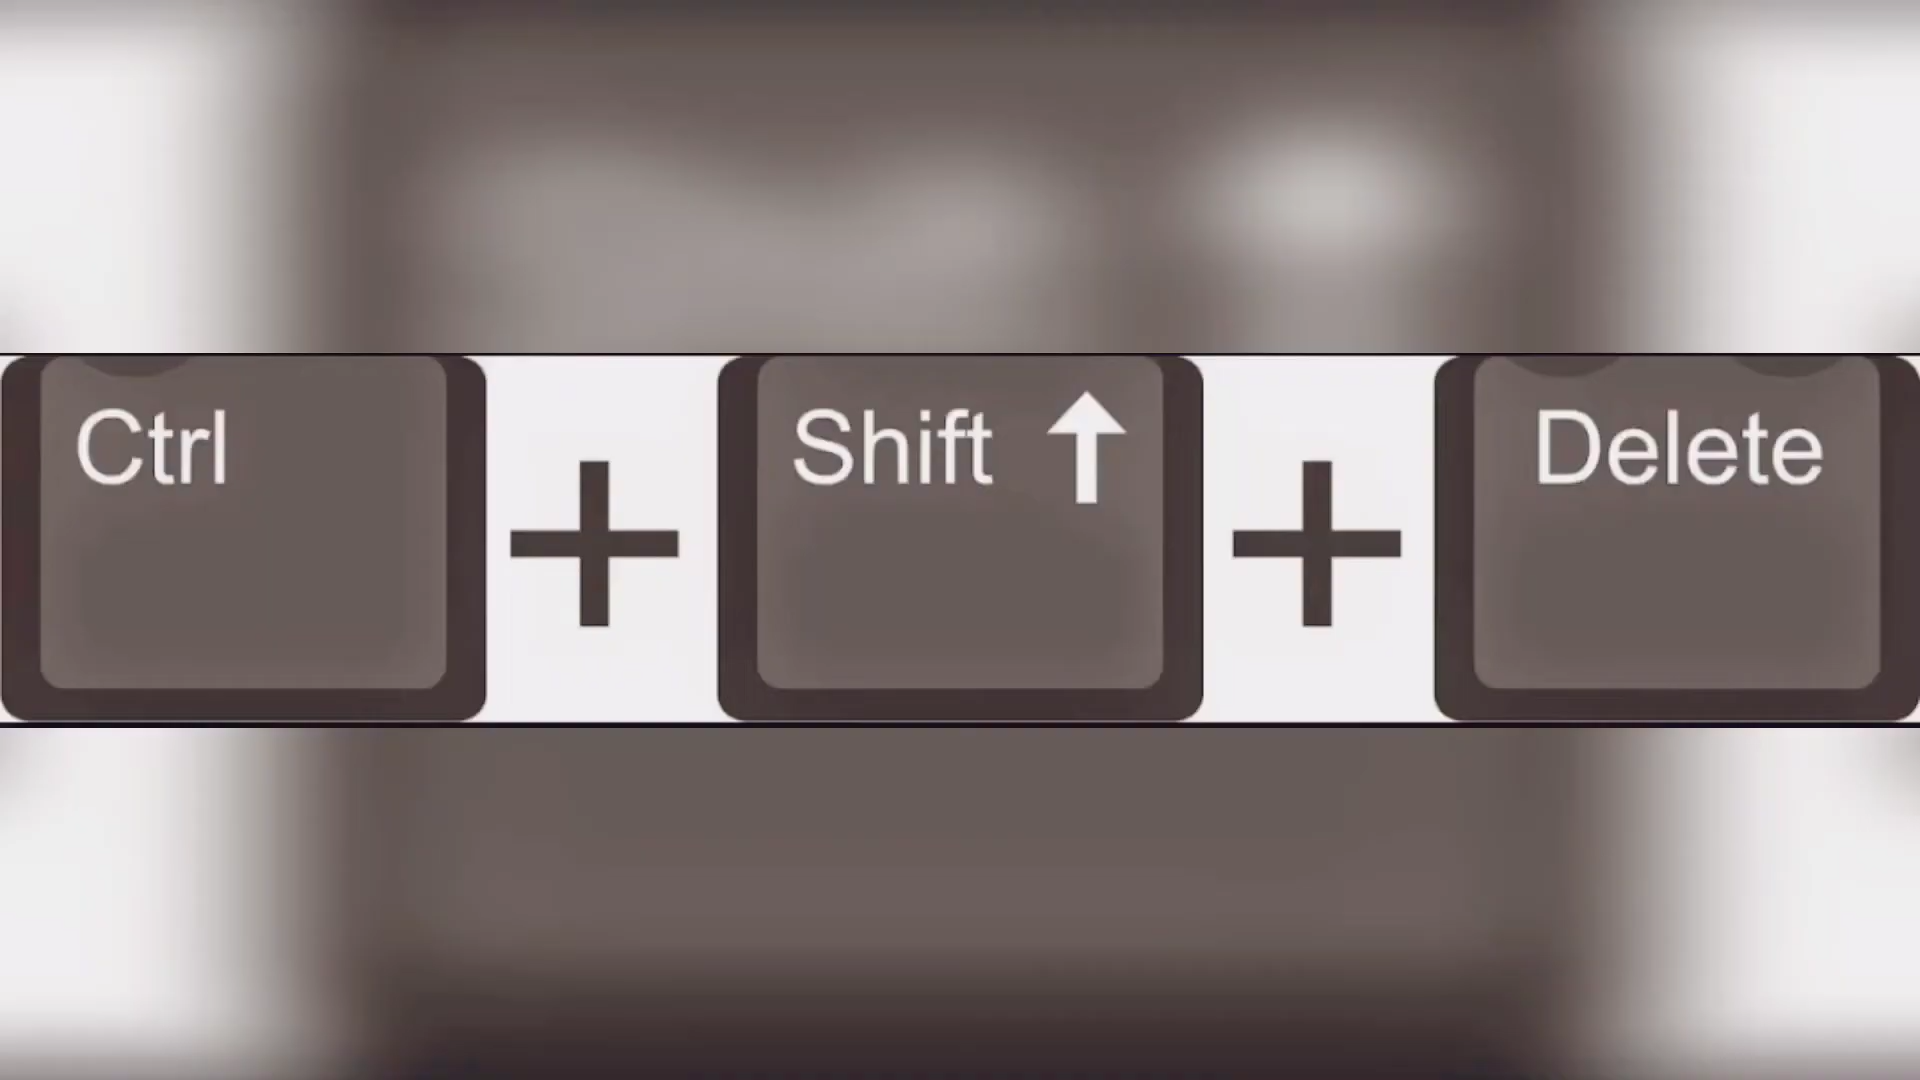 Ctrl + Shift ↑ + Delete